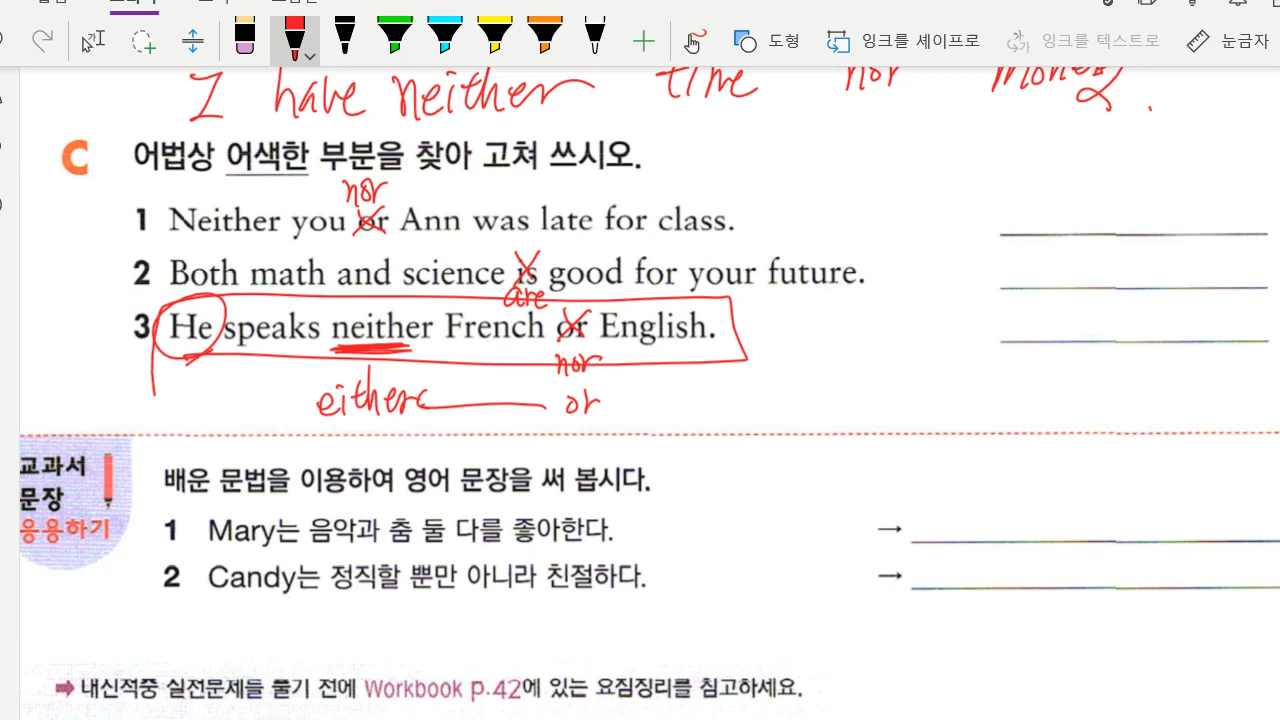 도형 잉크를 셰이프로 잉크를 텍스트로 눈금자
I have neither time nor money.
C 어법상 어색한 부분을 찾아 고쳐 쓰시오.
nor
1 Neither you or Ann was late for class.
2 Both math and science is good for your future.
are
3 He speaks neither French or English.
nor
either or
교과서
문장
응용하기
배운 문법을 이용하여 영어 문장을 써 봅시다.
1 Mary는 음악과 춤 둘 다를 좋아한다. →
2 Candy는 정직할 뿐만 아니라 친절하다. →
➡ 내신적중 실전문제를 풀기 전에 Workbook p.42에 있는 요점정리를 참고하세요.